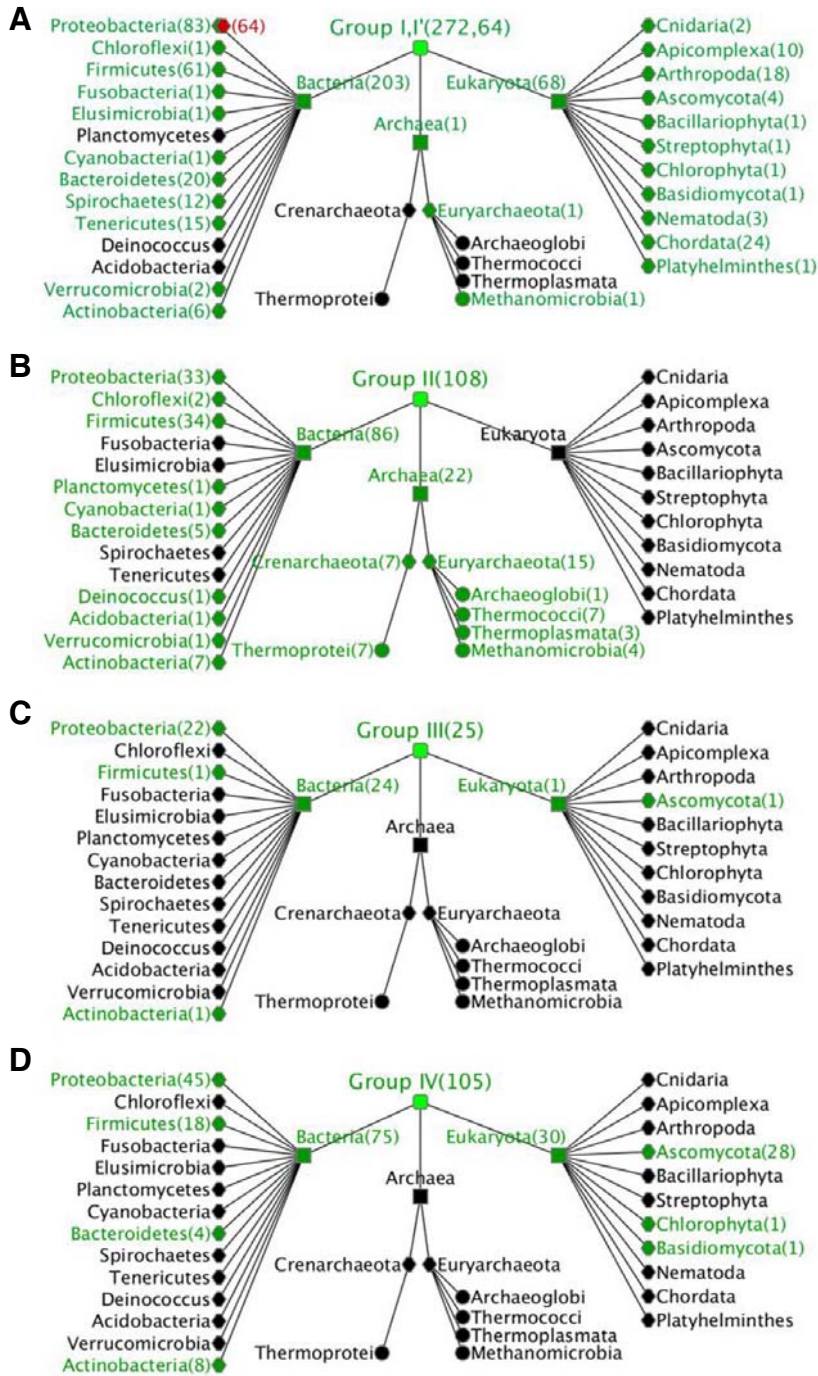 A
Group I,I'(272,64)
Proteobacteria(83) (64)
Chloroflexi(1)
Firmicutes(61)
Fusobacteria(1)
Elusimicrobia(1)
Planctomycetes
Cyanobacteria(1)
Bacteroidetes(20)
Spirochaetes(12)
Tenericutes(15)
Deinococcus
Acidobacteria
Verrucomicrobia(2)
Actinobacteria(6)
Bacteria(203)
Archaea(1)
Crenarchaeota
Thermoprotei
Euryarchaeota(1)
Archaeoglobi
Thermococci
Thermoplasmata
Methanomicrobia(1)
Eukaryota(68)
Cnidaria(2)
Apicomplexa(10)
Arthropoda(18)
Ascomycota(4)
Bacillariophyta(1)
Streptophyta(1)
Chlorophyta(1)
Basidiomycota(1)
Nematoda(3)
Chordata(24)
Platyhelminthes(1)
B
Group II(108)
Proteobacteria(33)
Chloroflexi(2)
Firmicutes(34)
Fusobacteria
Elusimicrobia
Planctomycetes(1)
Cyanobacteria(1)
Bacteroidetes(5)
Spirochaetes
Tenericutes
Deinococcus(1)
Acidobacteria(1)
Verrucomicrobia(1)
Actinobacteria(7)
Bacteria(86)
Archaea(22)
Crenarchaeota(7)
Thermoprotei(7)
Euryarchaeota(15)
Archaeoglobi(1)
Thermococci(7)
Thermoplasmata(3)
Methanomicrobia(4)
Eukaryota
Cnidaria
Apicomplexa
Arthropoda
Ascomycota
Bacillariophyta
Streptophyta
Chlorophyta
Basidiomycota
Nematoda
Chordata
Platyhelminthes
C
Group III(25)
Proteobacteria(22)
Chloroflexi
Firmicutes(1)
Fusobacteria
Elusimicrobia
Planctomycetes
Cyanobacteria
Bacteroidetes
Spirochaetes
Tenericutes
Deinococcus
Acidobacteria
Verrucomicrobia
Actinobacteria(1)
Bacteria(24)
Archaea
Crenarchaeota
Thermoprotei
Euryarchaeota
Archaeoglobi
Thermococci
Thermoplasmata
Methanomicrobia
Eukaryota(1)
Cnidaria
Apicomplexa
Arthropoda
Ascomycota(1)
Bacillariophyta
Streptophyta
Chlorophyta
Basidiomycota
Nematoda
Chordata
Platyhelminthes
D
Group IV(105)
Proteobacteria(45)
Chloroflexi
Firmicutes(18)
Fusobacteria
Elusimicrobia
Planctomycetes
Cyanobacteria
Bacteroidetes(4)
Spirochaetes
Tenericutes
Deinococcus
Acidobacteria
Verrucomicrobia
Actinobacteria(8)
Bacteria(75)
Archaea
Crenarchaeota
Thermoprotei
Euryarchaeota
Archaeoglobi
Thermococci
Thermoplasmata
Methanomicrobia
Eukaryota(30)
Cnidaria
Apicomplexa
Arthropoda
Ascomycota(28)
Bacillariophyta
Streptophyta
Chlorophyta(1)
Basidiomycota(1)
Nematoda
Chordata
Platyhelminthes